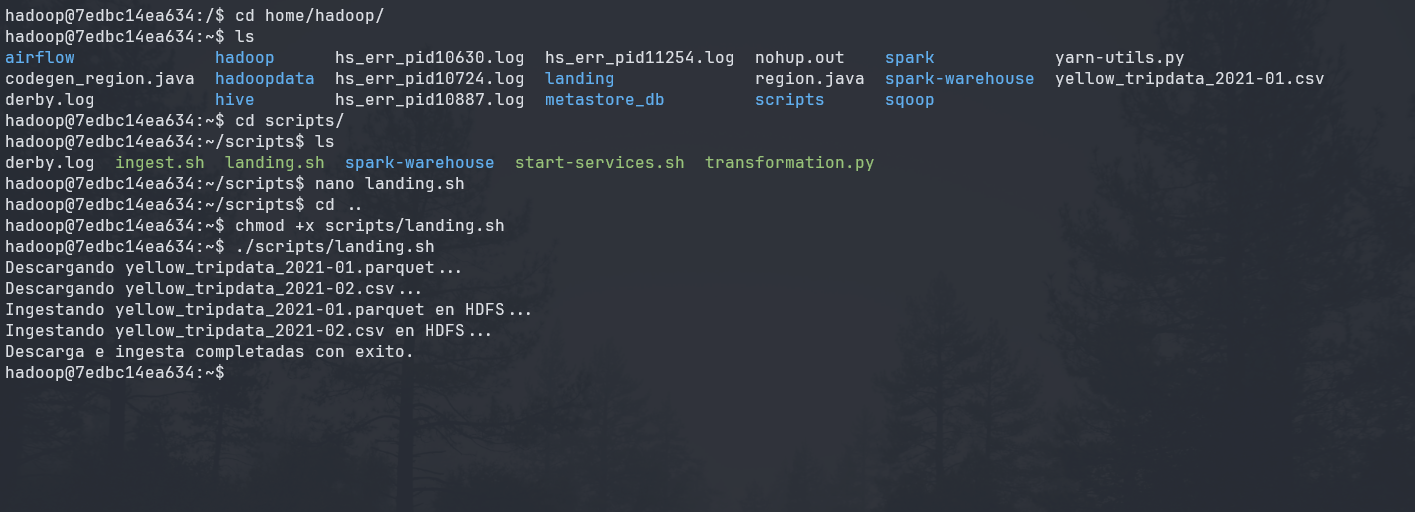 hadoop@7edbc14ea634:/$ cd home/hadoop/
hadoop@7edbc14ea634:~$ ls
airflow hadoop hs_err_pid10630.log hs_err_pid11254.log nohup.out spark yarn-utils.py
codegen_region.java hadoopdata hs_err_pid10724.log landing region.java spark-warehouse yellow_tripdata_2021-01.csv
derby.log hive hs_err_pid10887.log metastore_db scripts sqoop
hadoop@7edbc14ea634:~$ cd scripts/
hadoop@7edbc14ea634:~/scripts$ ls
derby.log ingest.sh landing.sh spark-warehouse start-services.sh transformation.py
hadoop@7edbc14ea634:~/scripts$ nano landing.sh
hadoop@7edbc14ea634:~/scripts$ cd ..
hadoop@7edbc14ea634:~$ chmod +x scripts/landing.sh
hadoop@7edbc14ea634:~$ ./scripts/landing.sh
Descargando yellow_tripdata_2021-01.parquet...
Descargando yellow_tripdata_2021-02.csv...
Ingestando yellow_tripdata_2021-01.parquet en HDFS...
Ingestando yellow_tripdata_2021-02.csv en HDFS...
Descarga e ingesta completadas con exito.
hadoop@7edbc14ea634:~$